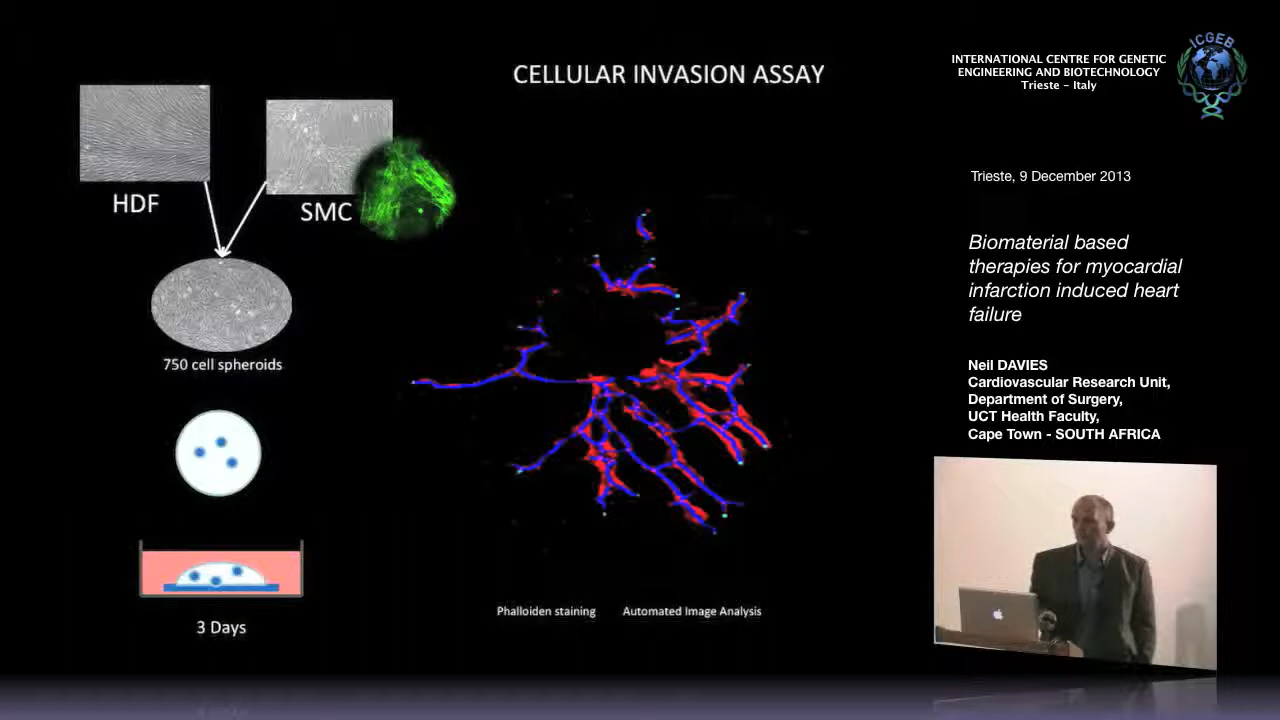 CELLULAR INVASION ASSAY
HDF
SMC
750 cell spheroids
3 Days
Phalloiden staining
Automated Image Analysis
INTERNATIONAL CENTRE FOR GENETIC
ENGINEERING AND BIOTECHNOLOGY
Trieste - Italy
ICGEB
Trieste, 9 December 2013
Biomaterial based
therapies for myocardial
infarction induced heart
failure
Neil DAVIES
Cardiovascular Research Unit,
Department of Surgery,
UCT Health Faculty,
Cape Town - SOUTH AFRICA